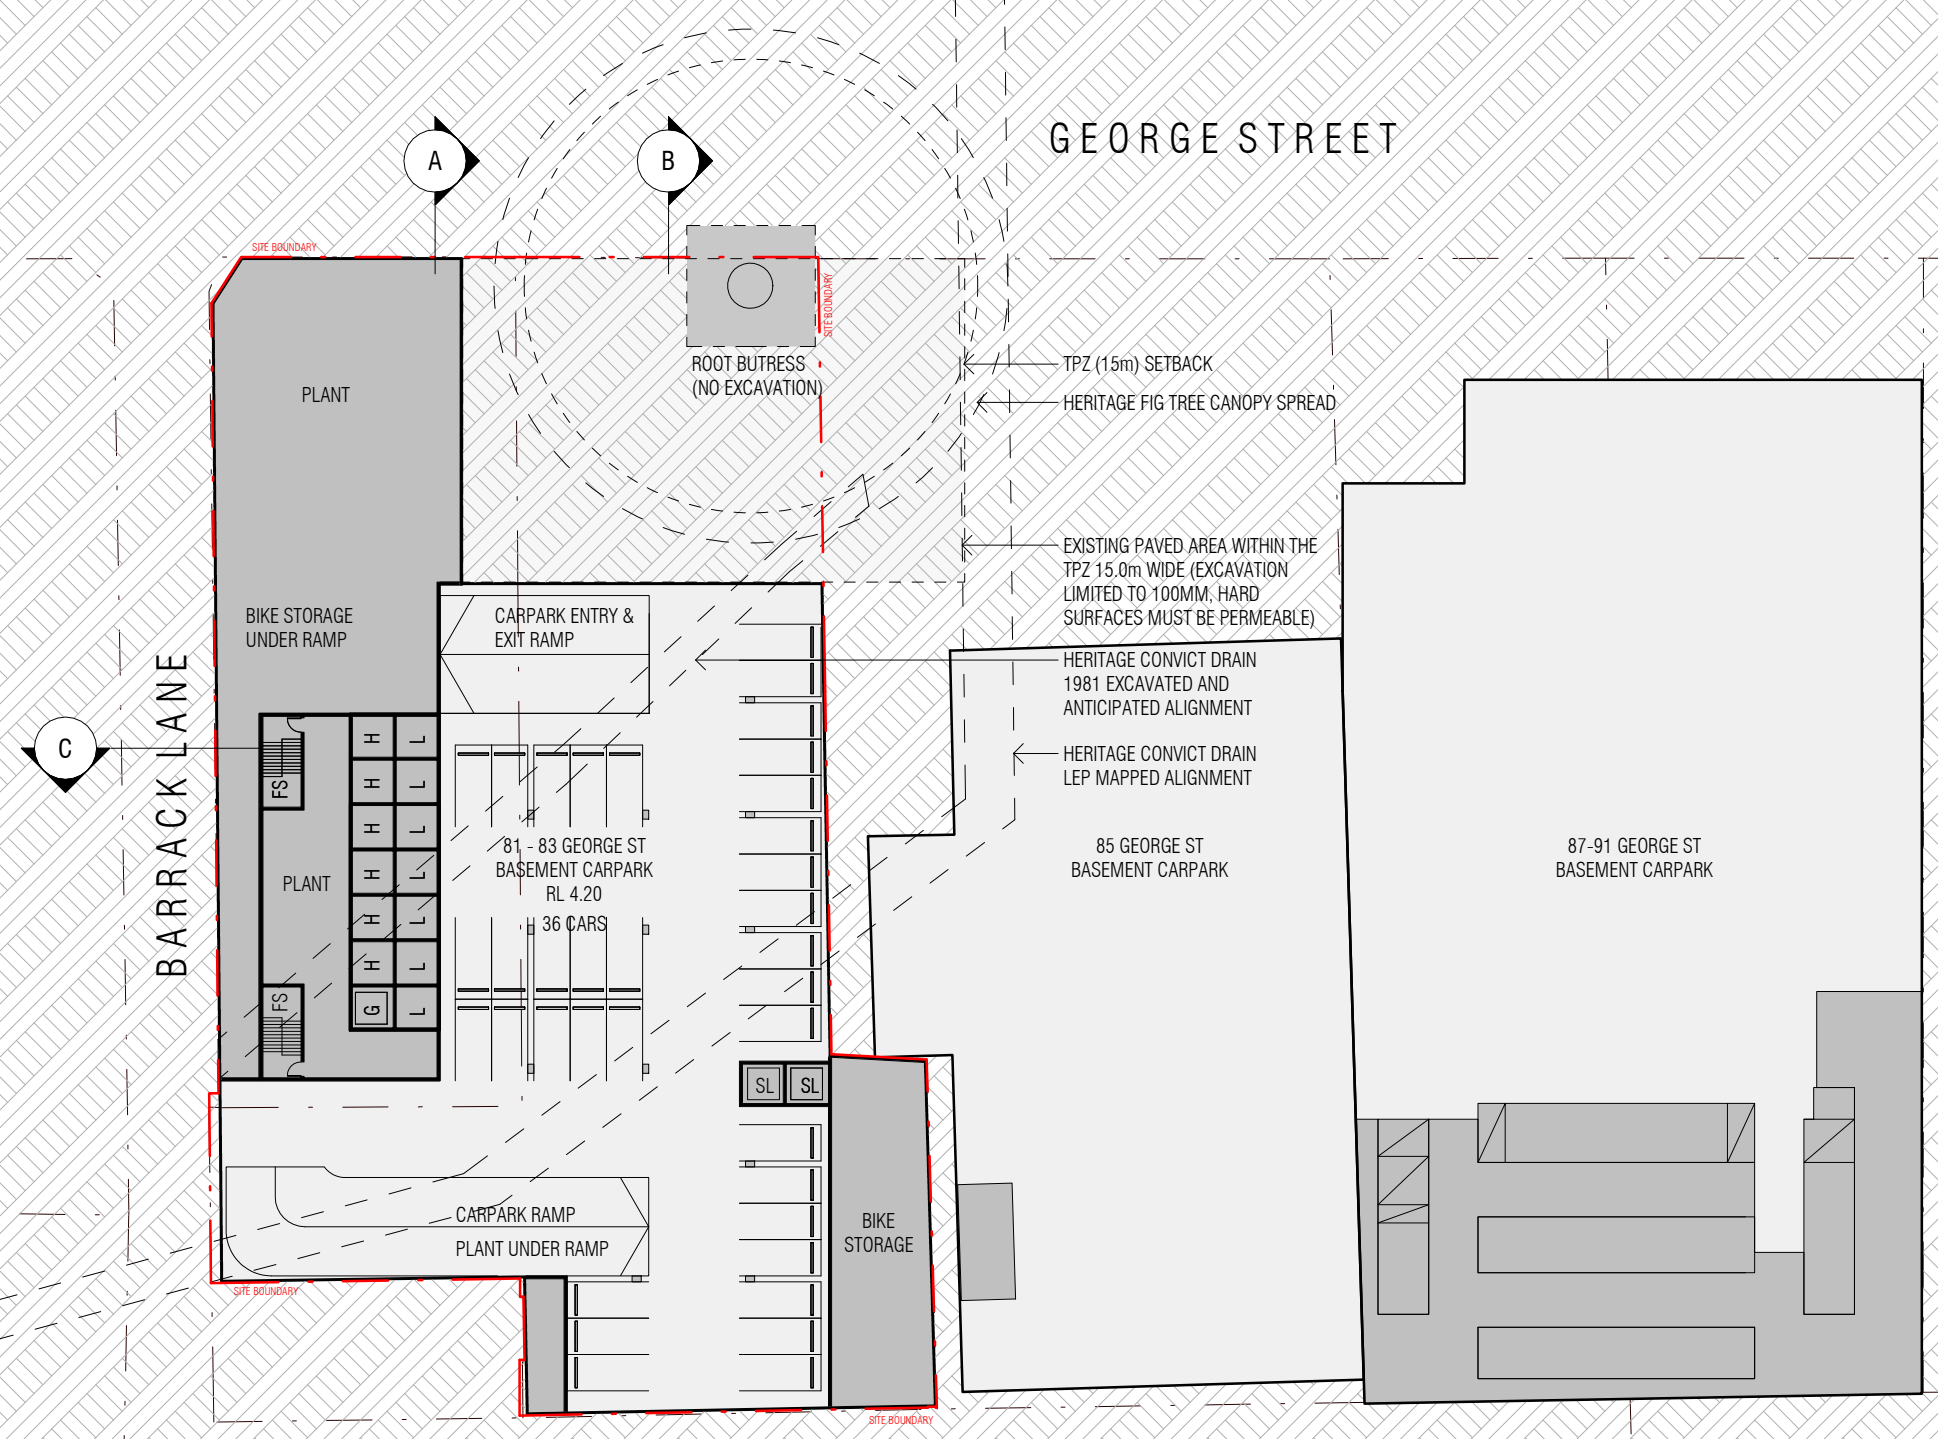 GEORGE STREET
A
B
SITE BOUNDARY
SITE BOUNDARY
ROOT BUTRESS
(NO EXCAVATION)
TPZ (15m) SETBACK
PLANT
HERITAGE FIG TREE CANOPY SPREAD
EXISTING PAVED AREA WITHIN THE
TPZ 15.0m WIDE (EXCAVATION
LIMITED TO 100MM, HARD
SURFACES MUST BE PERMEABLE)
BIKE STORAGE
UNDER RAMP
CARPARK ENTRY &
EXIT RAMP
HERITAGE CONVICT DRAIN
1981 EXCAVATED AND
ANTICIPATED ALIGNMENT
HERITAGE CONVICT DRAIN
LEP MAPPED ALIGNMENT
BARRACK LANE
C
FS
H
L
H
L
H
L
H
L
H
L
H
L
G
L
PLANT
FS
81 - 83 GEORGE ST
BASEMENT CARPARK
RL 4.20
36 CARS
85 GEORGE ST
BASEMENT CARPARK
87-91 GEORGE ST
BASEMENT CARPARK
SL
SL
CARPARK RAMP
PLANT UNDER RAMP
BIKE
STORAGE
SITE BOUNDARY
SITE BOUNDARY